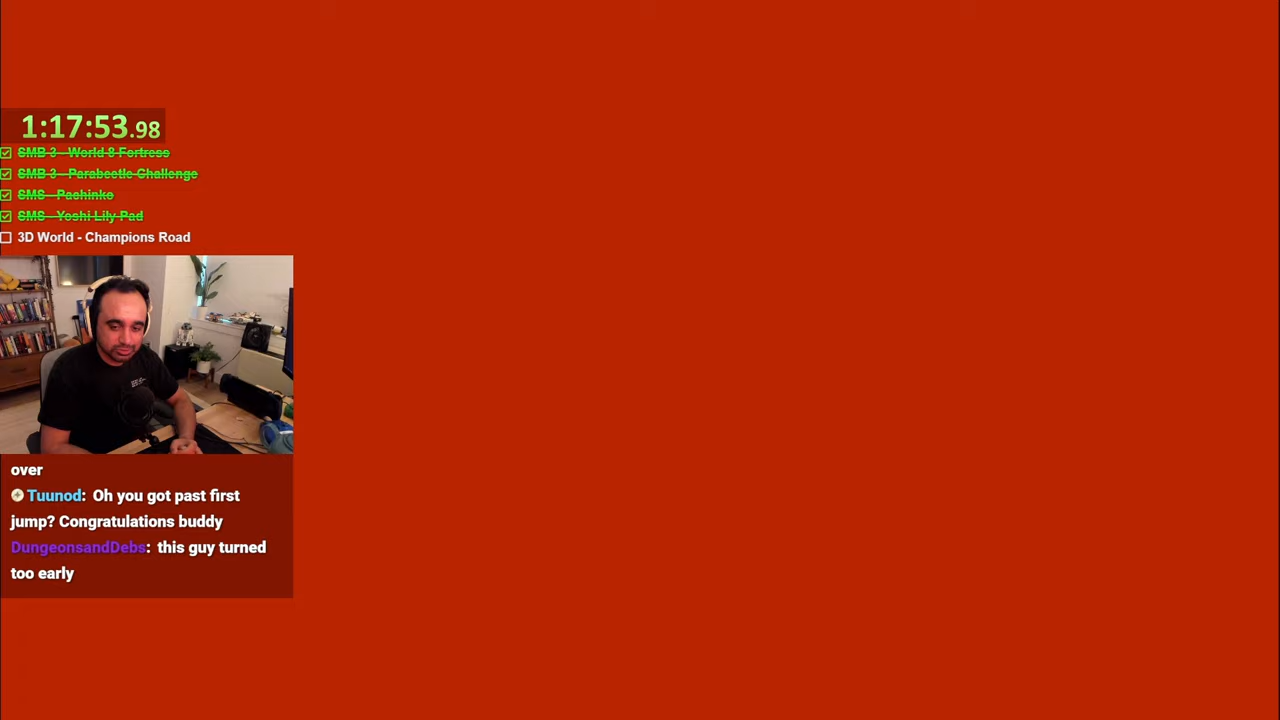 1:17:53.98
SMB 3 - World 8 Fortress
SMB 3 - Parabeetle Challenge
SMS - Pachinko
SMS - Yoshi Lily Pad
3D World - Champions Road
over
Tuunod: Oh you got past first
jump? Congratulations buddy
DungeonsandDebs: this guy turned
too early